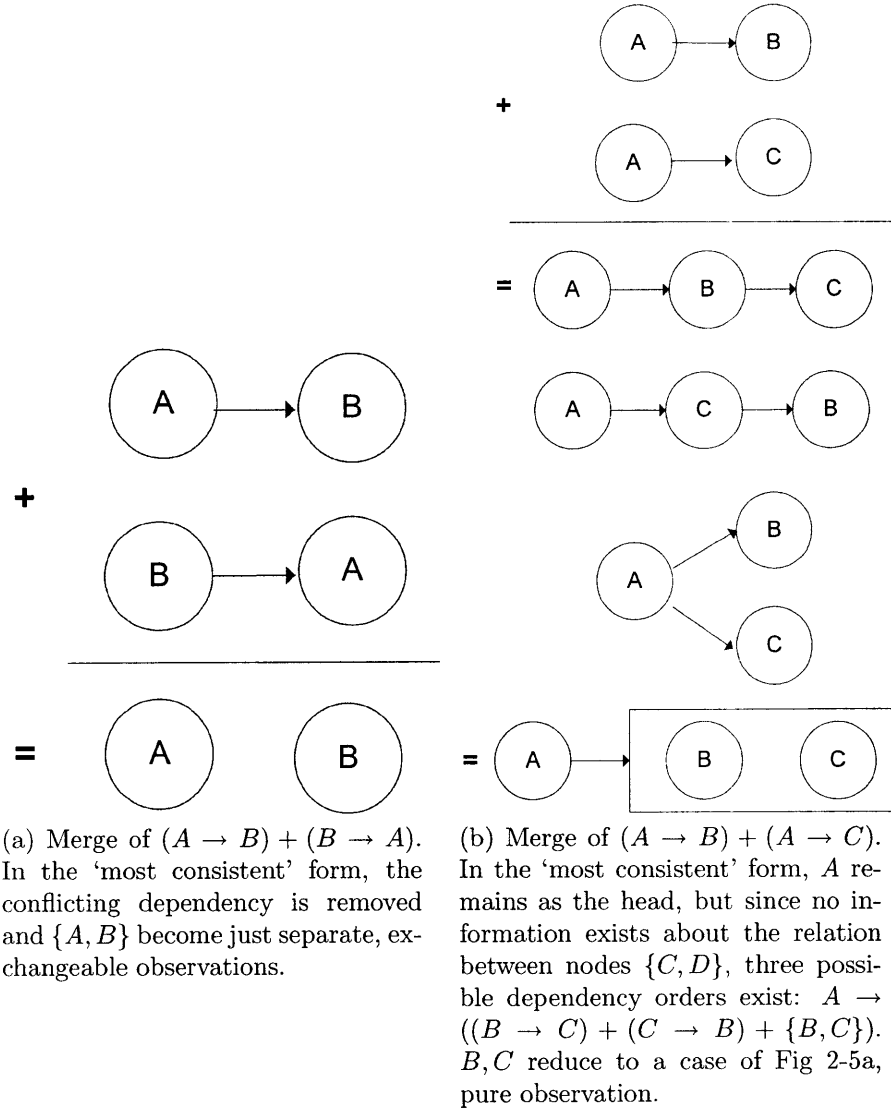 A B
+
B A
=
A B
(a) Merge of (A → B) + (B → A).
In the ‘most consistent’ form, the
conflicting dependency is removed
and {A, B} become just separate, ex-
changeable observations.
A B
+
A C
= A B C
A C B
B
A
C
= A B C
(b) Merge of (A → B) + (A → C).
In the ‘most consistent’ form, A re-
mains as the head, but since no in-
formation exists about the relation
between nodes {C, D}, three possi-
ble dependency orders exist: A →
((B → C) + (C → B) + {B, C}).
B, C reduce to a case of Fig 2-5a,
pure observation.